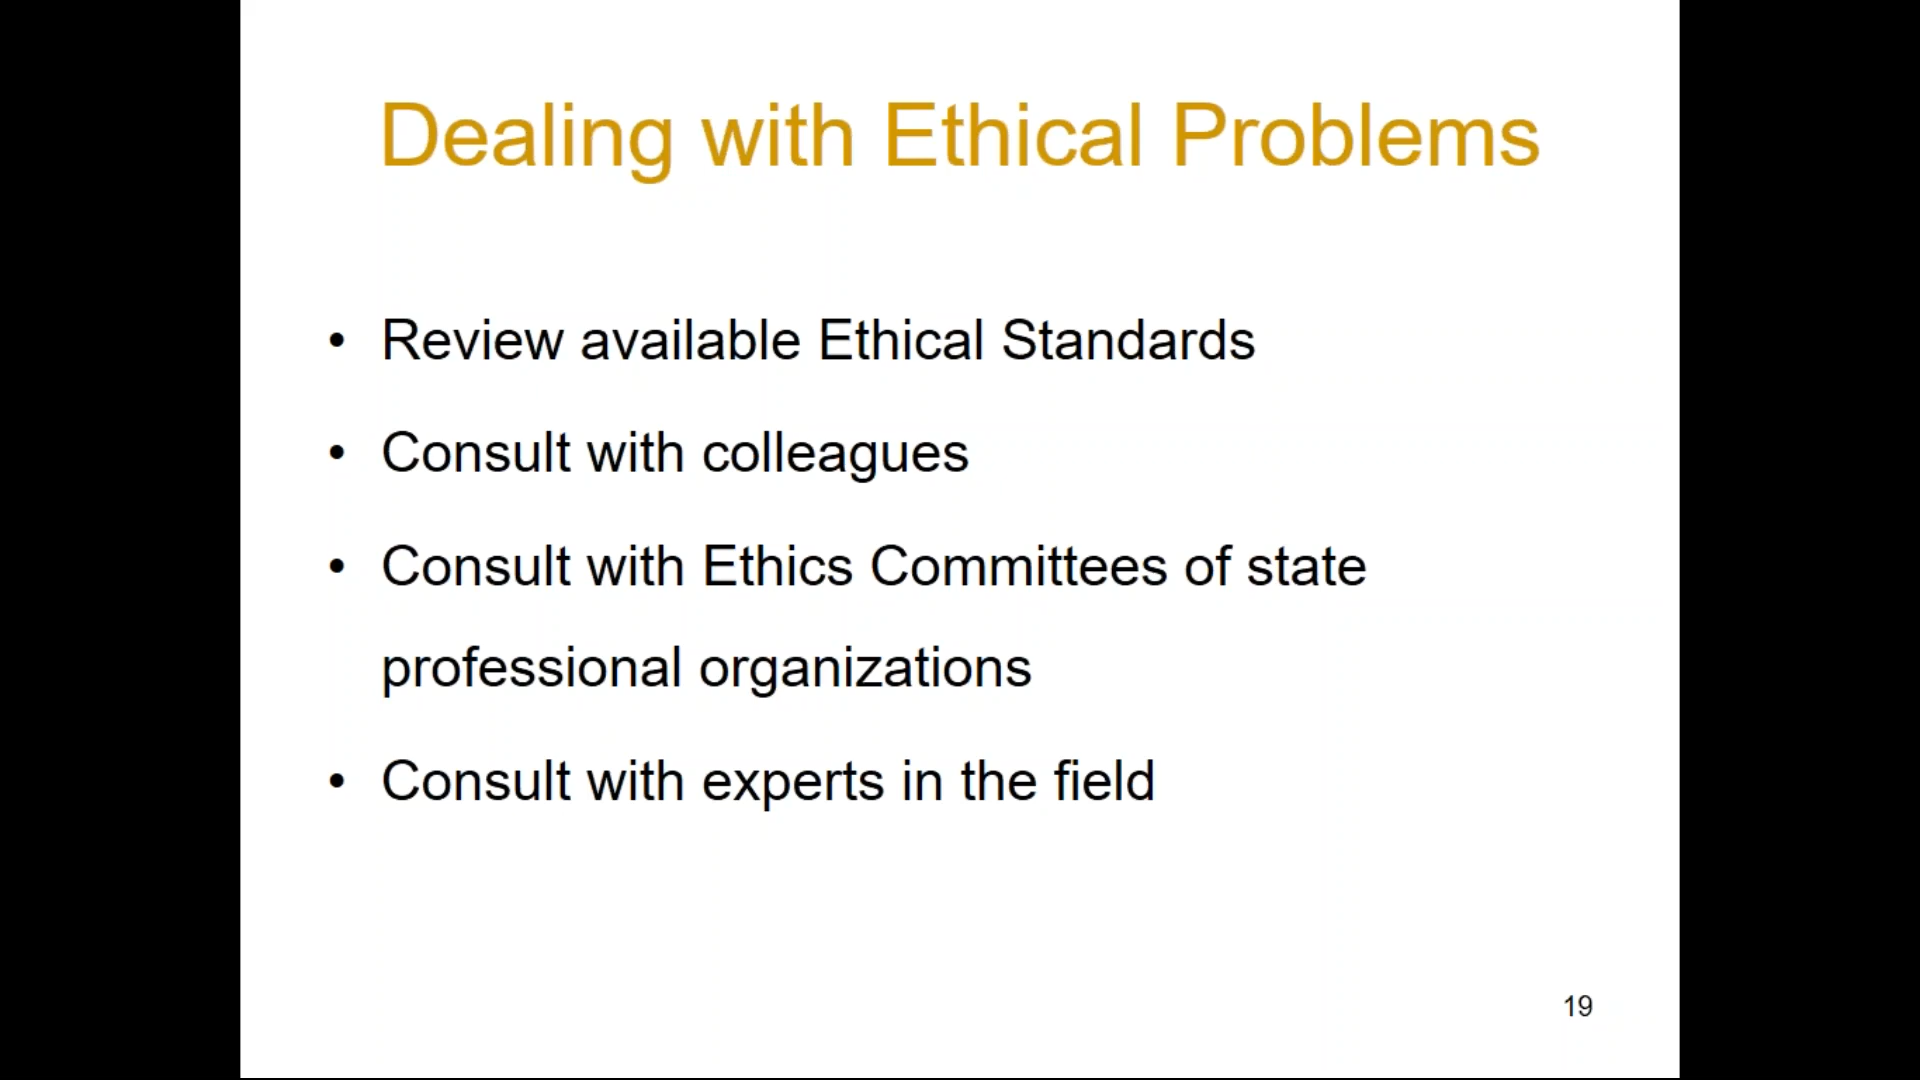 Dealing with Ethical Problems
• Review available Ethical Standards
• Consult with colleagues
• Consult with Ethics Committees of state
professional organizations
• Consult with experts in the field
19